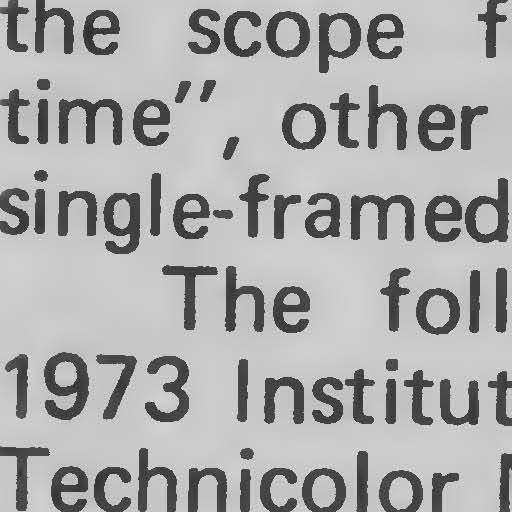 the scope f
time", other
single-framed
The foll
1973 Institut
Technicolor